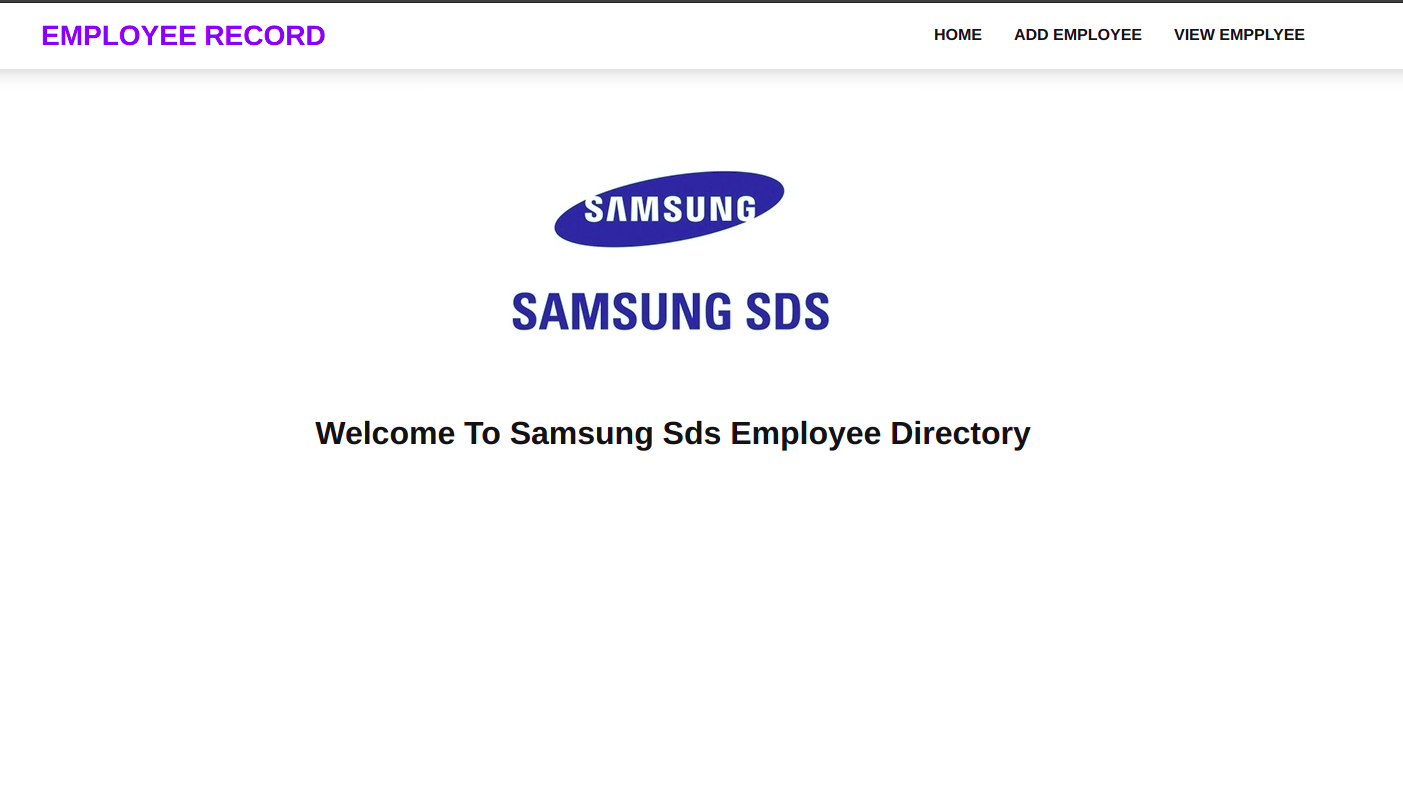 EMPLOYEE RECORD
HOME ADD EMPLOYEE VIEW EMPPLYEE
SAMSUNG
SAMSUNG SDS
Welcome To Samsung Sds Employee Directory